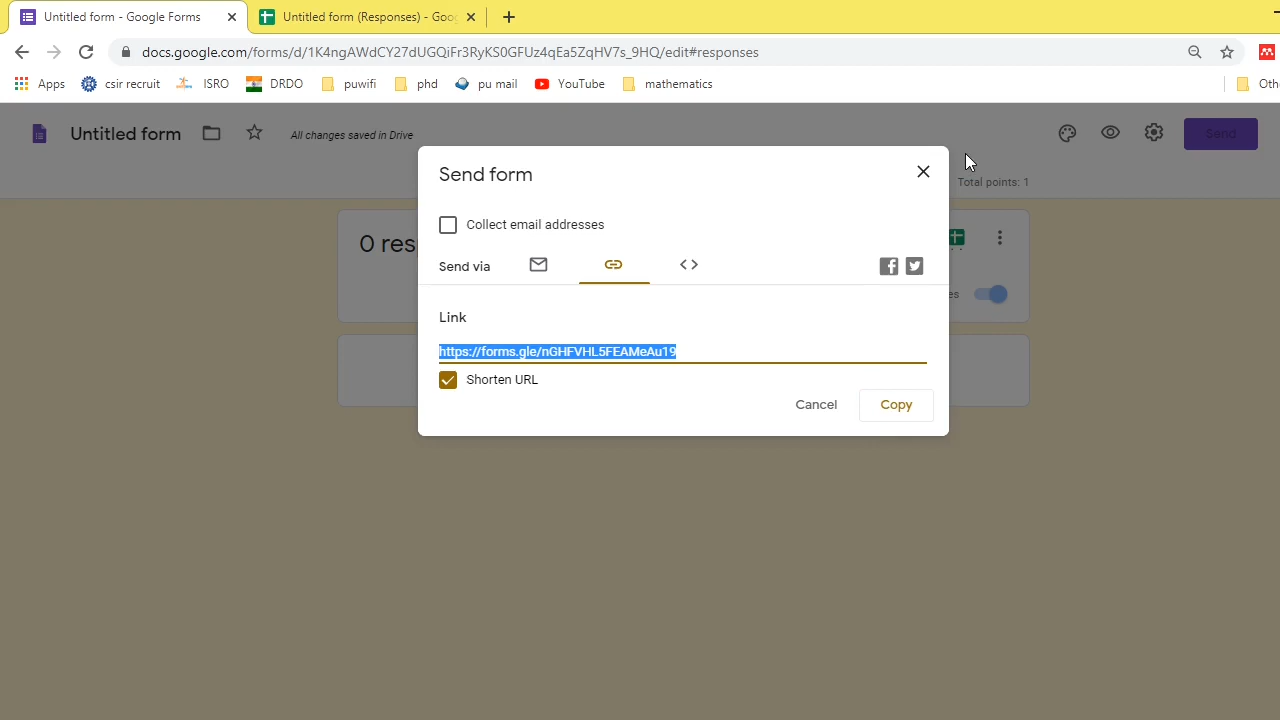 Untitled form - Google Forms
Untitled form (Responses) - Goo
docs.google.com/forms/d/1K4ngAWdCY27dUGQiFr3RyKS0GFUz4qEa5ZqHV7s_9HQ/edit#responses
Apps csir recruit ISRO DRDO puwifi phd pu mail YouTube mathematics Oth
Untitled form All changes saved in Drive Send
Total points: 1
Send form
0 res
Collect email addresses
Send via
es
Link
https://forms.gle/nGHFVHL5FEAMeAu19
Shorten URL
Cancel Copy